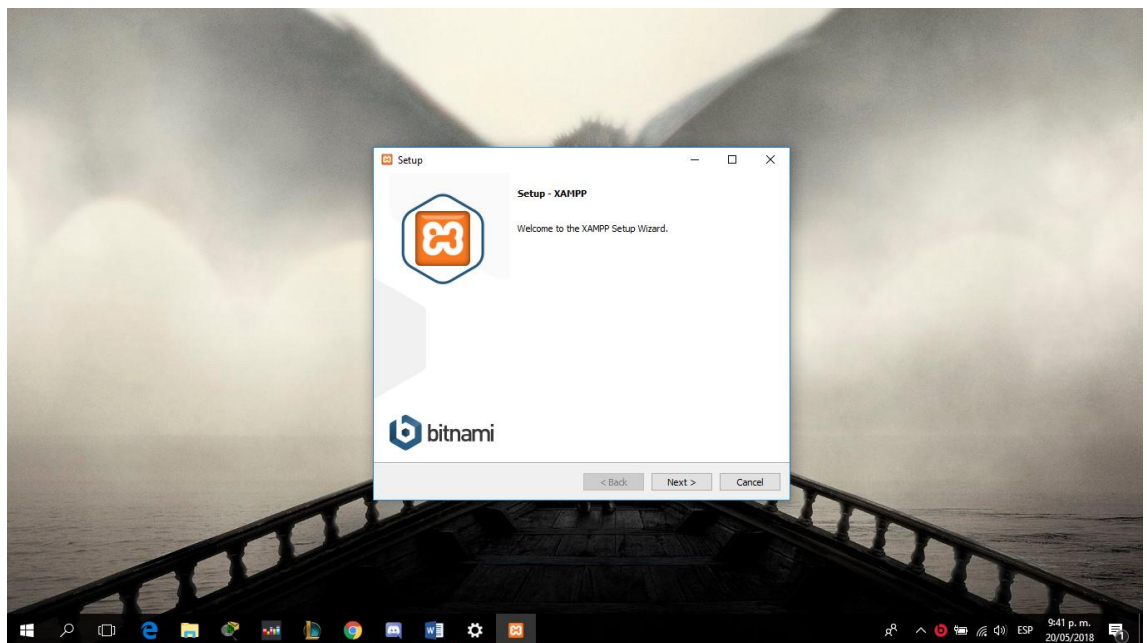 Setup
Setup - XAMPP
Welcome to the XAMPP Setup Wizard.
bitnami
< Back
Next >
Cancel
ESP
9:41 p. m.
20/05/2018
1